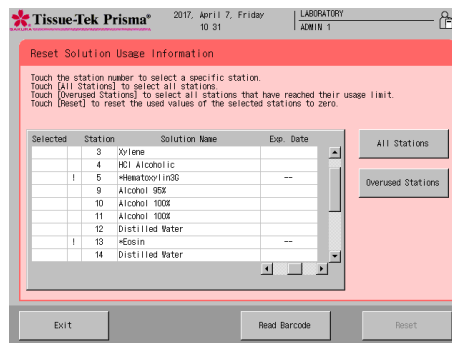 SAKURA Tissue-Tek Prisma®
2017, April 7, Friday
10 31
LABORATORY
ADMIN 1
Reset Solution Usage Information
Touch the station number to select a specific station.
Touch [All Stations] to select all stations.
Touch [Overused Stations] to select all stations that have reached their usage limit.
Touch [Reset] to reset the used values of the selected stations to zero.
Selected Station Solution Name Exp. Date
3 Xylene
4 HCl Alcoholic
! 5 *Hematoxylin3G --
9 Alcohol 95%
10 Alcohol 100%
11 Alcohol 100%
12 Distilled Water
! 13 *Eosin --
14 Distilled Water
All Stations
Overused Stations
Exit
Read Barcode
Reset